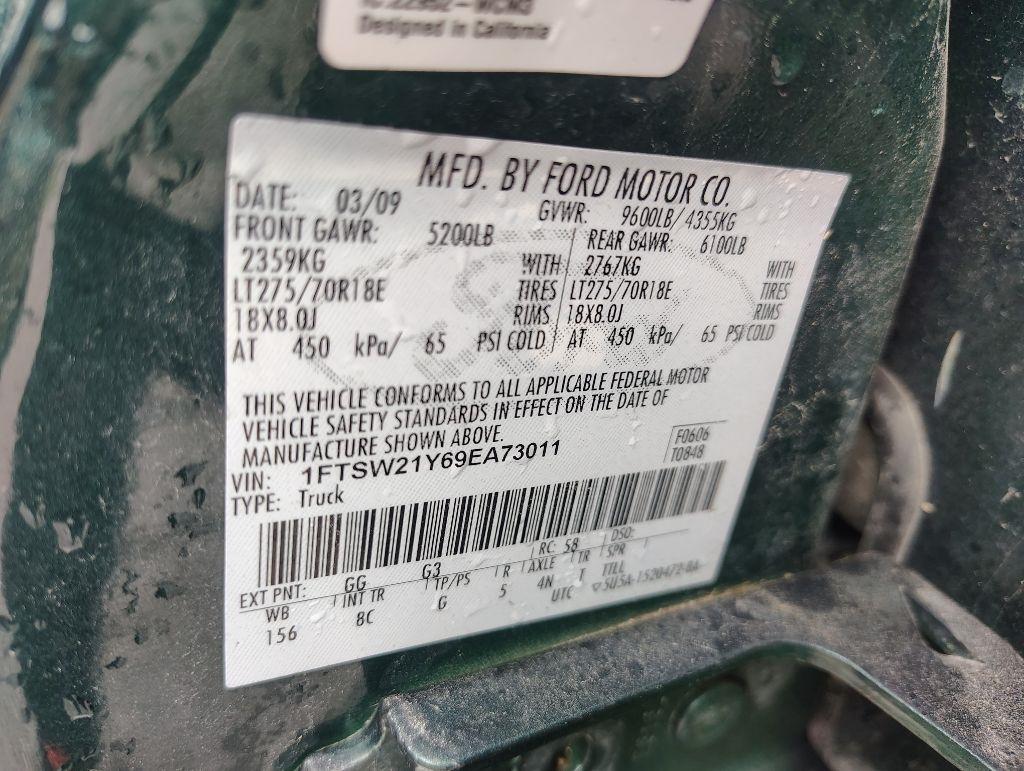 Designed in California
MFD. BY FORD MOTOR CO.
DATE: 03/09 GVWR: 9600LB/4355KG
FRONT GAWR: 5200LB REAR GAWR: 6100LB
2359KG WITH 2767KG WITH
LT275/70R18E TIRES LT275/70R18E TIRES
18X8.0J RIMS 18X8.0J RIMS
AT 450 kPa/ 65 PSI COLD AT 450 kPa/ 65 PSI COLD
THIS VEHICLE CONFORMS TO ALL APPLICABLE FEDERAL MOTOR
VEHICLE SAFETY STANDARDS IN EFFECT ON THE DATE OF
MANUFACTURE SHOWN ABOVE.
F0606
VIN: 1FTSW21Y69EA73011 T0848
TYPE: Truck
EXT PNT: GG G3 RC: 58 DSO:
WB INT TR TP/PS R AXLE TR SPR
156 8C G 5 4N T TTLL
UTC ▽5U5A-1520472-BA